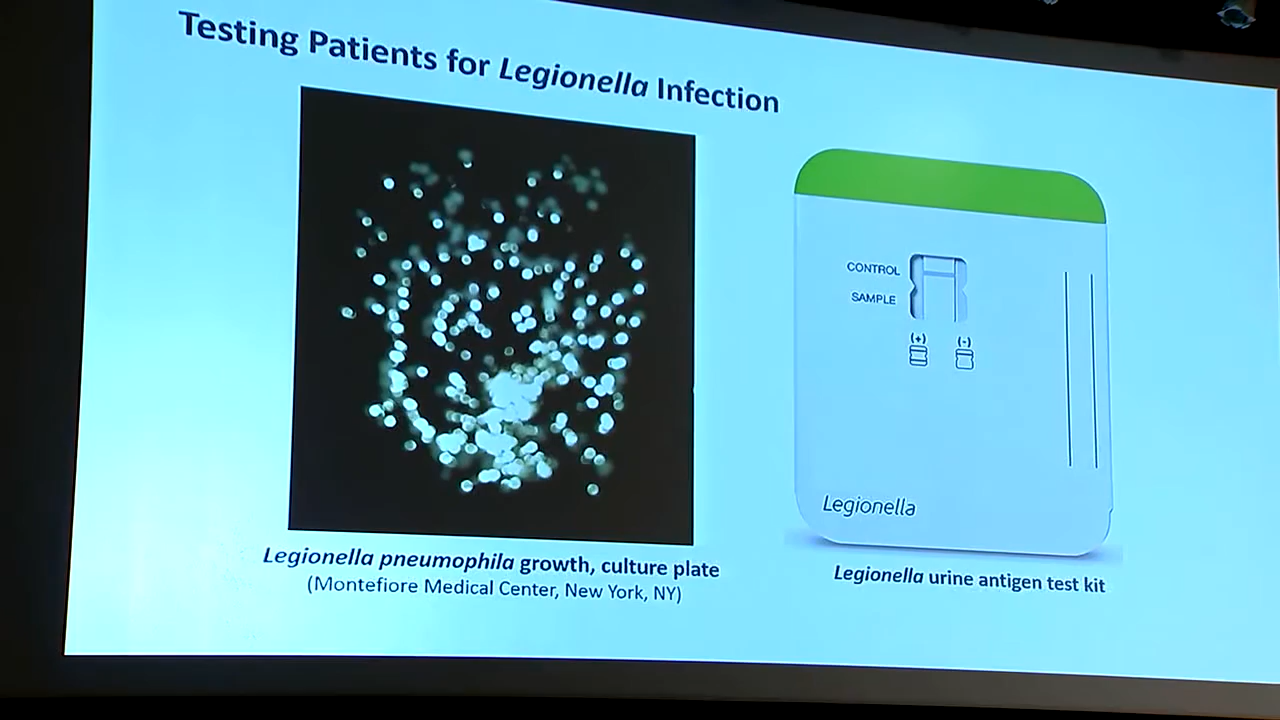 Testing Patients for Legionella Infection
CONTROL
SAMPLE
(+) (-)
Legionella
Legionella pneumophila growth, culture plate
(Montefiore Medical Center, New York, NY)
Legionella urine antigen test kit